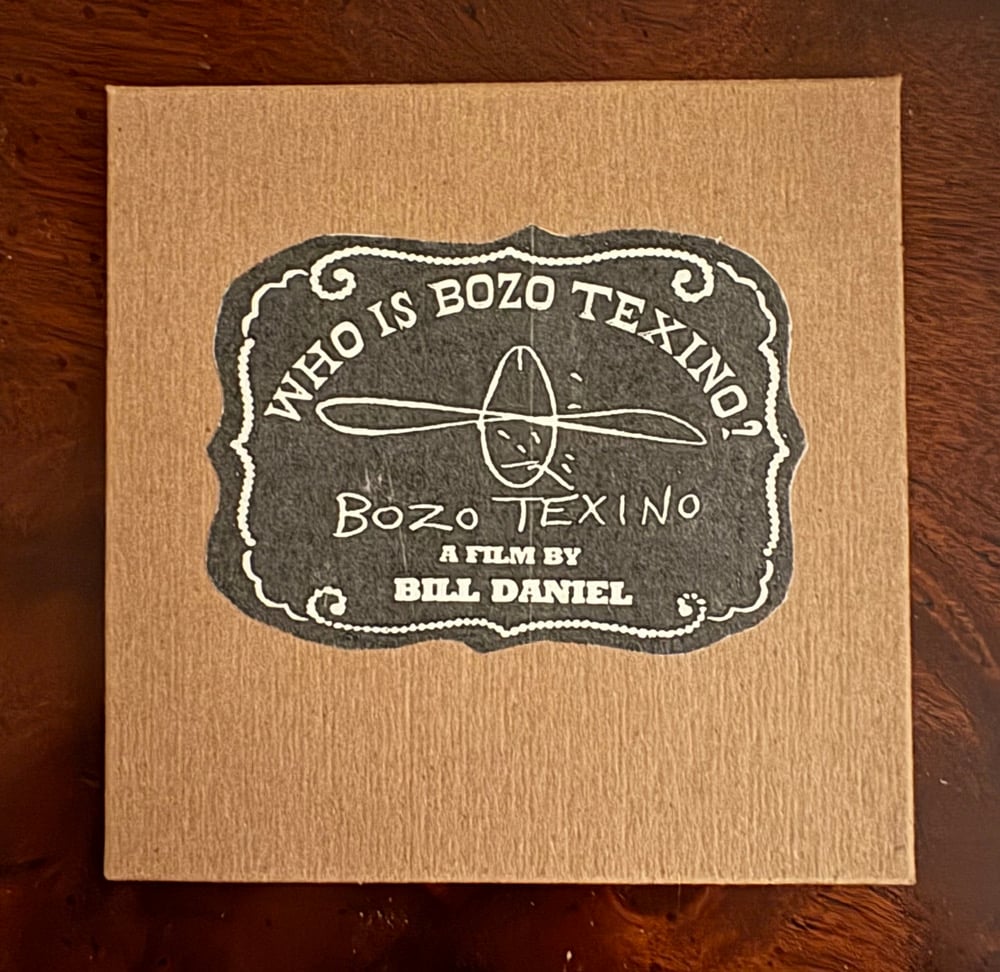 WHO IS BOZO TEXINO?
BOZO TEXINO
A FILM BY
BILL DANIEL